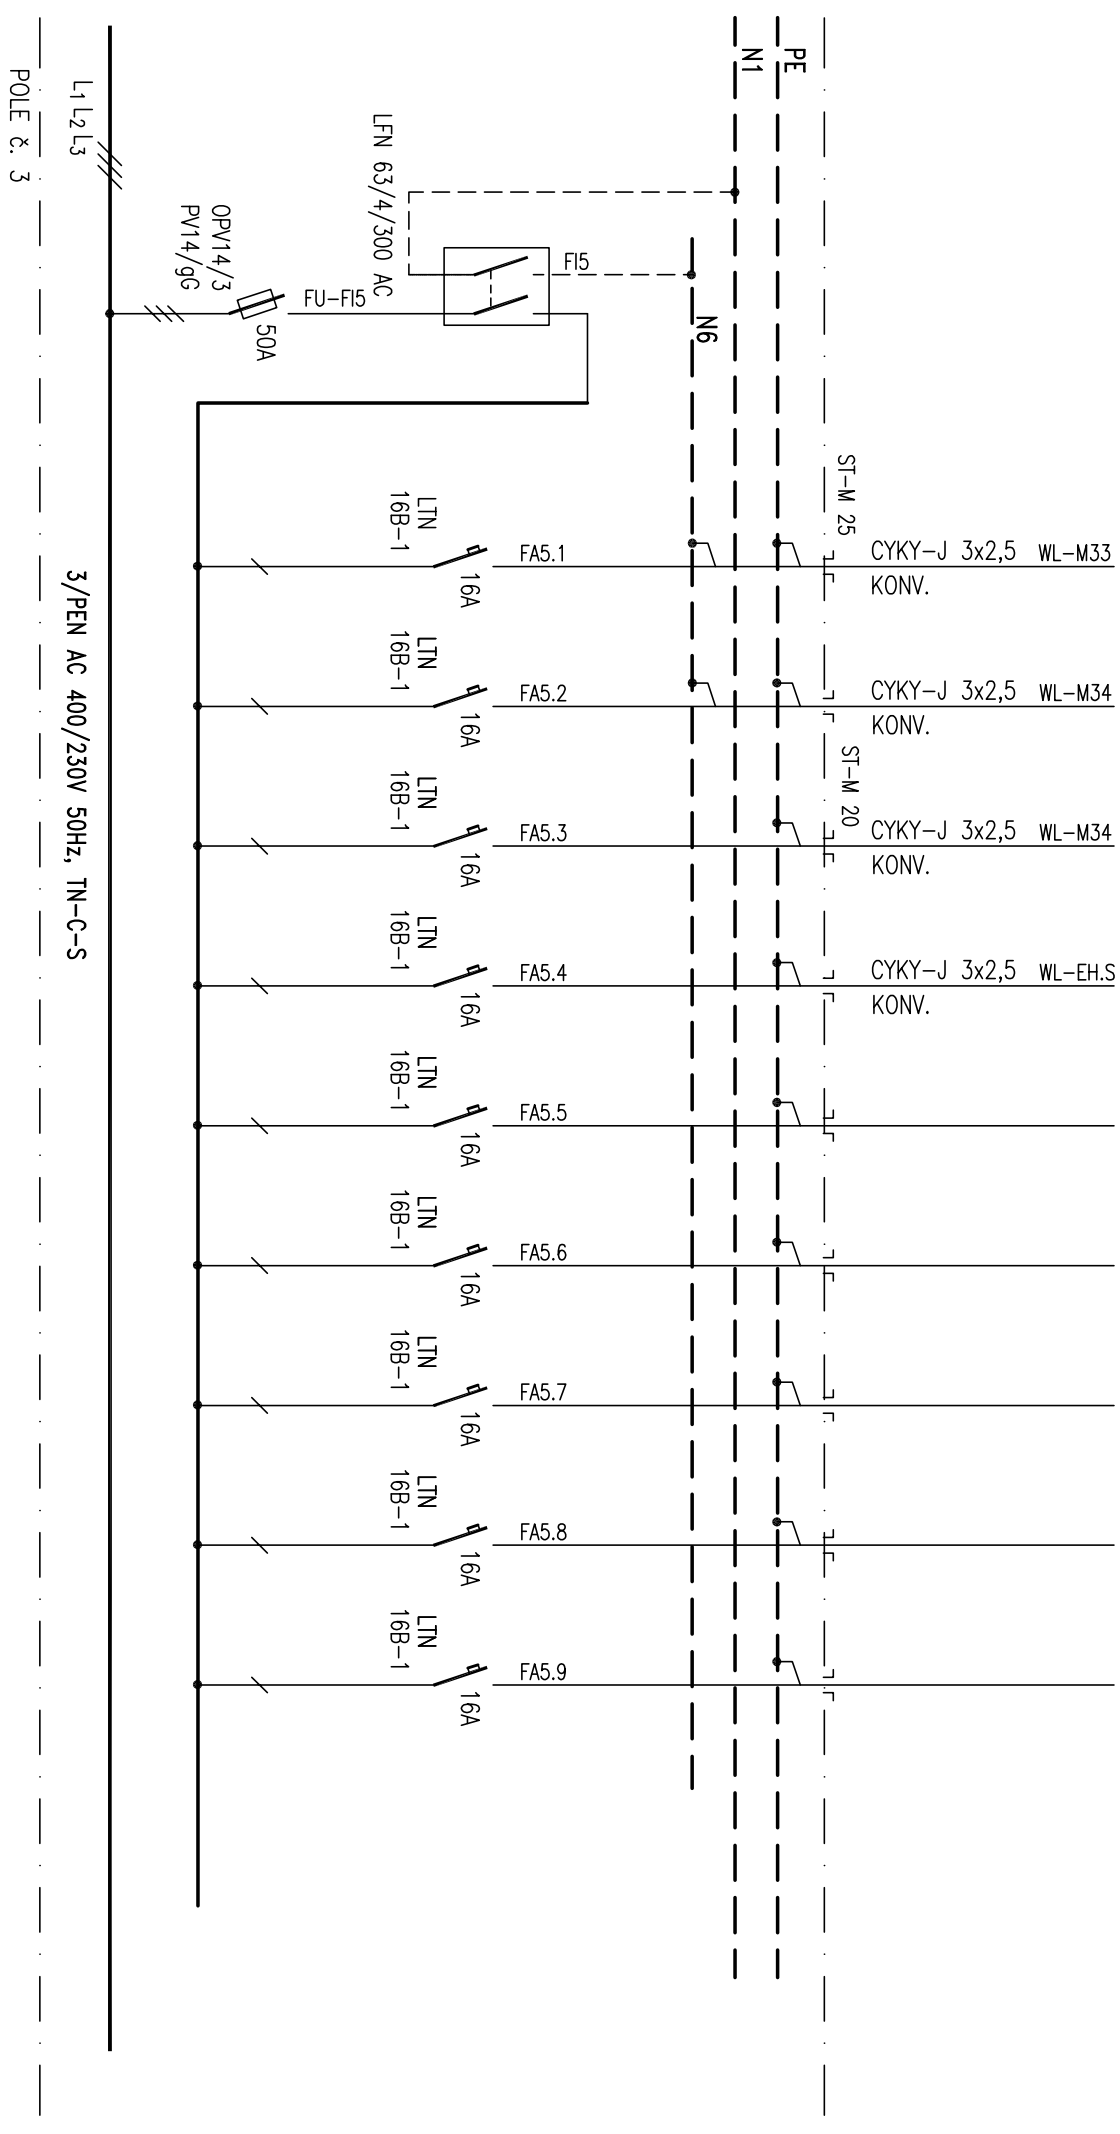 PE
N1
L1 L2 L3
POLE č. 3
LFN 63/4/300 AC
OPV14/3
PV14/gG
50A
FU-FI5
FI5
N6
3/PEN AC 400/230V 50Hz, TN-C-S
ST-M 25
LTN
16B-1
16A
FA5.1
CYKY-J 3x2,5 WL-M33
KONV.
LTN
16B-1
16A
FA5.2
CYKY-J 3x2,5 WL-M34
KONV.
ST-M 20
LTN
16B-1
16A
FA5.3
CYKY-J 3x2,5 WL-M34
KONV.
LTN
16B-1
16A
FA5.4
CYKY-J 3x2,5 WL-EH.S
KONV.
LTN
16B-1
16A
FA5.5
LTN
16B-1
16A
FA5.6
LTN
16B-1
16A
FA5.7
LTN
16B-1
16A
FA5.8
LTN
16B-1
16A
FA5.9